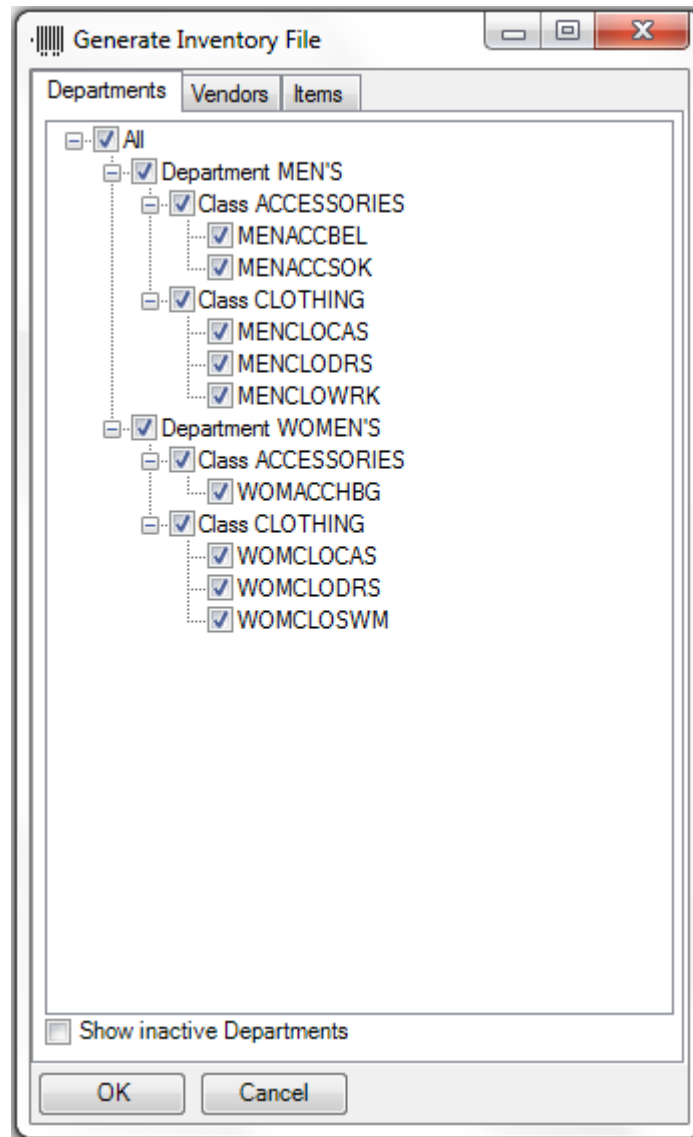 Generate Inventory File
Departments Vendors Items
All
Department MEN'S
Class ACCESSORIES
MENACCBEL
MENACCSOK
Class CLOTHING
MENCLOCAS
MENCLODRS
MENCLOWRK
Department WOMEN'S
Class ACCESSORIES
WOMACCHBG
Class CLOTHING
WOMCLOCAS
WOMCLODRS
WOMCLOSWM
Show inactive Departments
OK Cancel